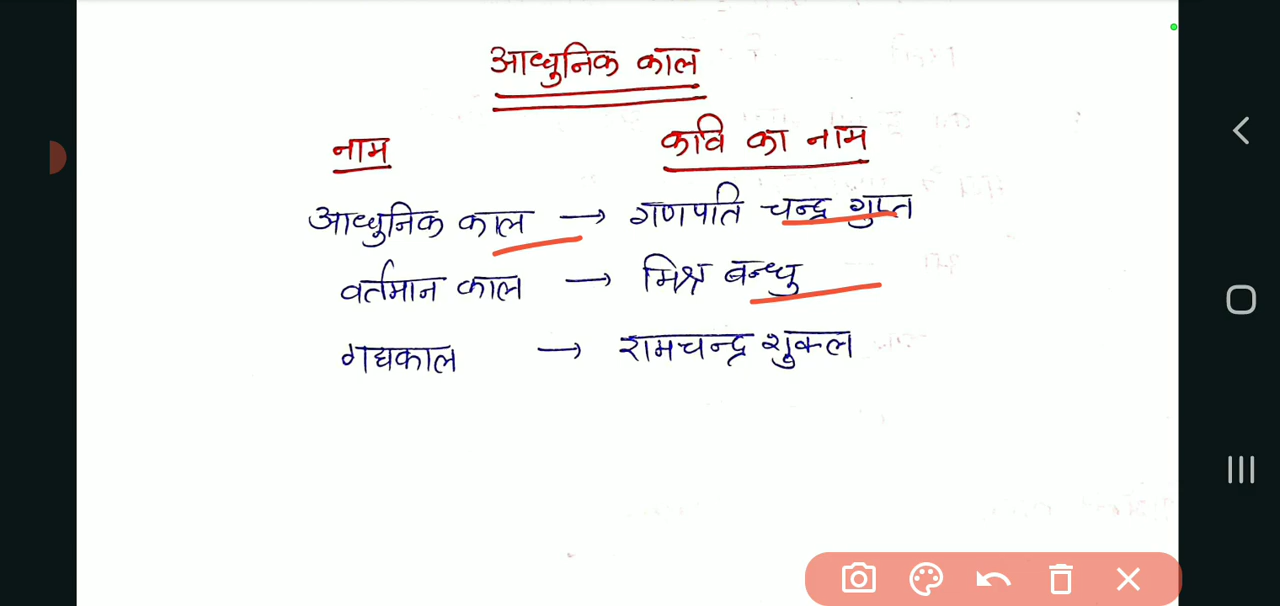 आधुनिक काल
नाम कवि का नाम
आधुनिक काल → गणपति चन्द्र गुप्त
वर्तमान काल → मिश्र बन्धु
गद्यकाल → रामचन्द्र शुक्ल